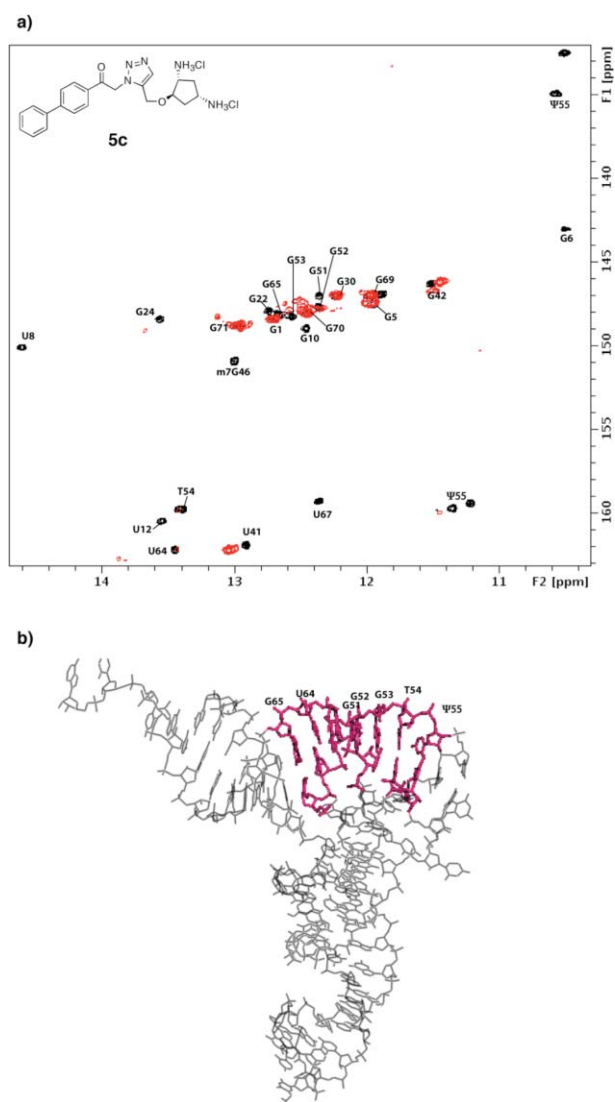 a)
O
N=N
N
NH3Cl
O
NH3Cl
5c
Ψ55
G6
G52
G53
G65
G51
G30
G69
G22
G42
G24
G71
G1
G10
G70
G5
U8
m7G46
T54
U12
U67
Ψ55
U64
U41
140
145
150
155
160
F1 [ppm]
14
13
12
11
F2 [ppm]
b)
G65
U64
G51
G52
G53
T54
Ψ55